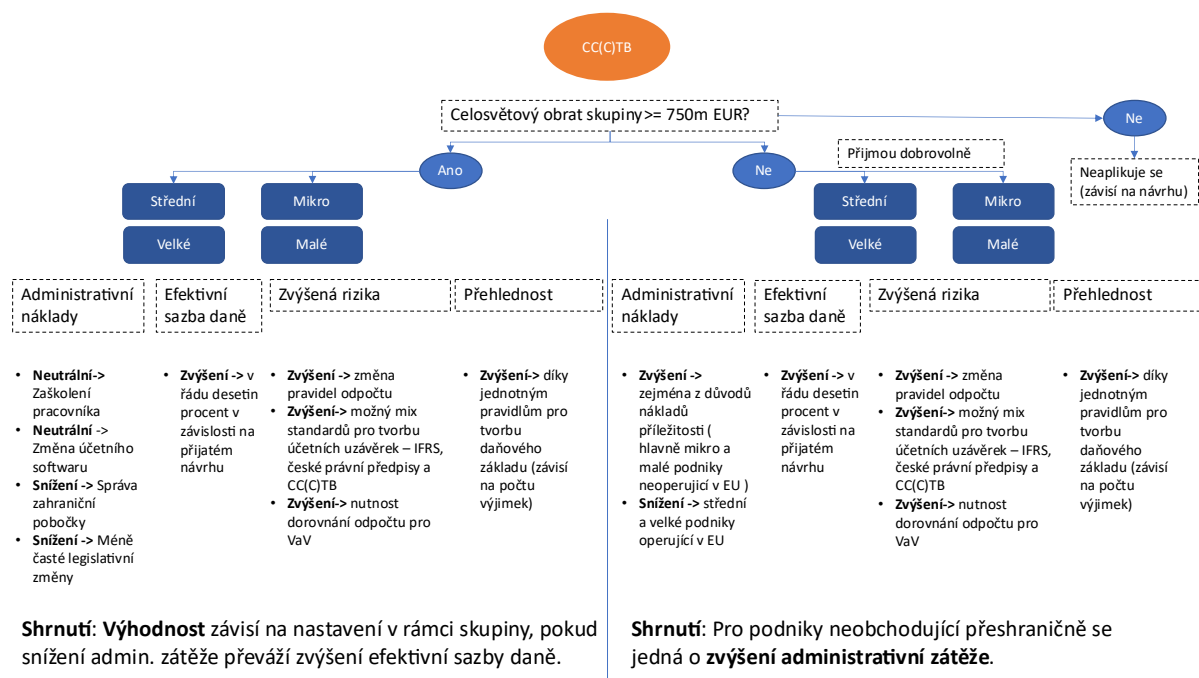 CC(C)TB
Celosvětový obrat skupiny>= 750m EUR?
Ne
Ano
Ne
Přijmou dobrovolně
Neaplikuje se
(závisí na návrhu)
Střední
Mikro
Velké
Malé
Střední
Mikro
Velké
Malé
Administrativní
náklady
Efektivní
sazba daně
Zvýšená rizika
Přehlednost
• Neutrální->
Zaškolení
pracovníka
• Neutrální ->
Změna účetního
softwaru
• Snížení -> Správa
zahraniční
pobočky
• Snížení -> Méně
časté legislativní
změny
• Zvýšení -> v
řádu desetin
procent v
závislosti na
přijatém
návrhu
• Zvýšení -> změna
pravidel odpočtu
• Zvýšení-> možný mix
standardů pro tvorbu
účetních uzávěrek – IFRS,
české právní předpisy a
CC(C)TB
• Zvýšení-> nutnost
dorovnání odpočtu pro
VaV
• Zvýšení-> díky
jednotným
pravidlům pro
tvorbu
daňového
základu (závisí
na počtu
výjimek)
Shrnutí: Výhodnost závisí na nastavení v rámci skupiny, pokud
snížení admin. zátěže převáží zvýšení efektivní sazby daně.
Administrativní
náklady
Efektivní
sazba daně
Zvýšená rizika
Přehlednost
• Zvýšení ->
zejména z důvodů
nákladů
příležitosti (
hlavně mikro a
malé podniky
neoperující v EU )
• Snížení -> střední
a velké podniky
operující v EU
• Zvýšení -> v
řádu desetin
procent v
závislosti na
přijatém
návrhu
• Zvýšení -> změna
pravidel odpočtu
• Zvýšení-> možný mix
standardů pro tvorbu
účetních uzávěrek – IFRS,
české právní předpisy a
CC(C)TB
• Zvýšení-> nutnost
dorovnání odpočtu pro
VaV
• Zvýšení-> díky
jednotným
pravidlům pro
tvorbu
daňového
základu (závisí
na počtu
výjimek)
Shrnutí: Pro podniky neobchodující přeshraničně se
jedná o zvýšení administrativní zátěže.